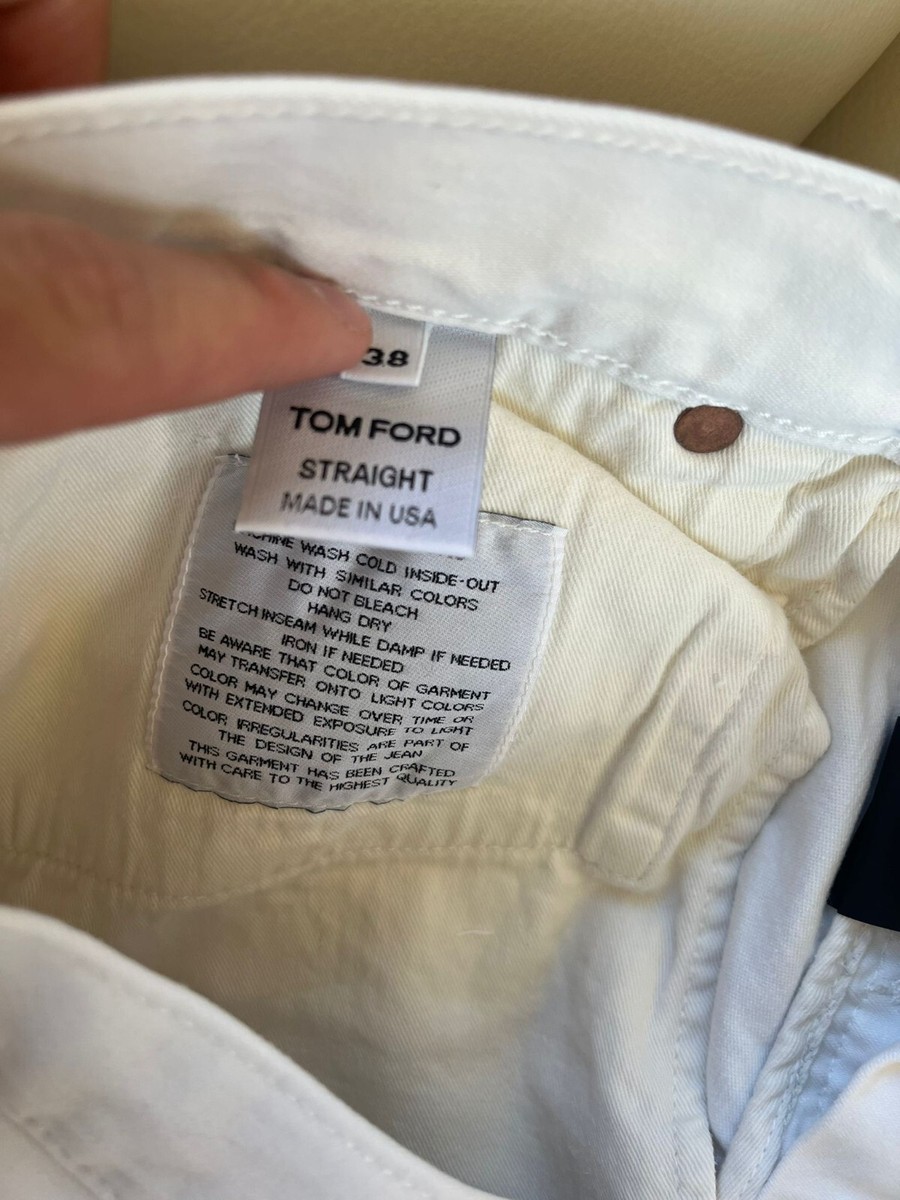 38
TOM FORD
STRAIGHT
MADE IN USA
WASH COLD INSIDE-OUT
WASH WITH SIMILAR COLORS
DO NOT BLEACH
HANG DRY
STRETCH INSEAM WHILE DAMP IF NEEDED
IRON IF NEEDED
BE AWARE THAT COLOR OF GARMENT
MAY TRANSFER ONTO LIGHT COLORS
COLOR MAY CHANGE OVER TIME OR
WITH EXTENDED EXPOSURE TO LIGHT
COLOR IRREGULARITIES ARE PART OF
THE DESIGN OF THE JEAN
THIS GARMENT HAS BEEN CRAFTED
WITH CARE TO THE HIGHEST QUALITY